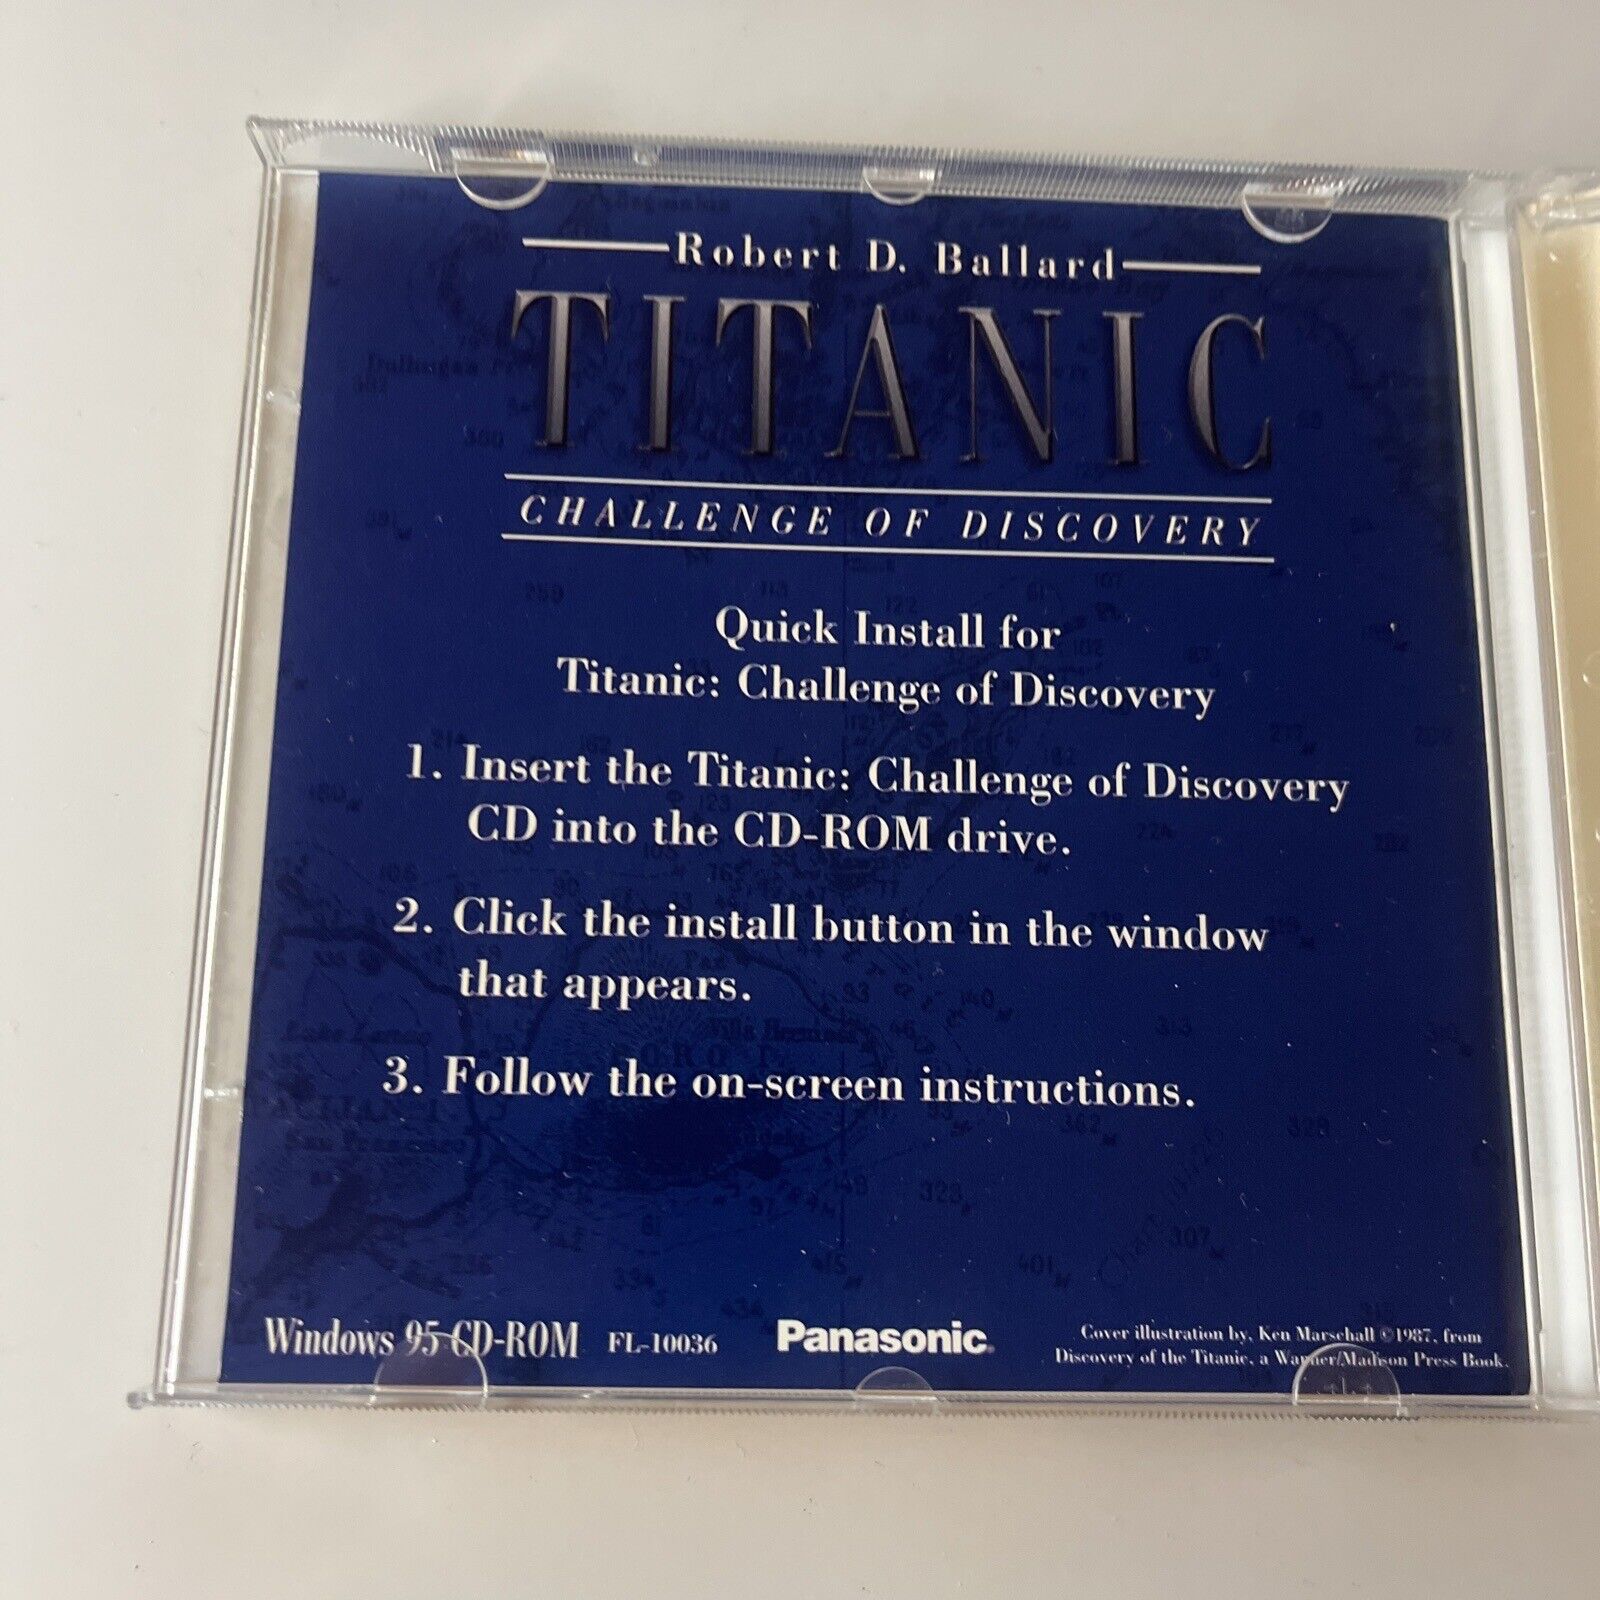 Robert D. Ballard
TITANIC
CHALLENGE OF DISCOVERY
Quick Install for
Titanic: Challenge of Discovery
1. Insert the Titanic: Challenge of Discovery
CD into the CD-ROM drive.
2. Click the install button in the window
that appears.
3. Follow the on-screen instructions.
Windows 95 CD-ROM FL-10036 Panasonic
Cover illustration by, Ken Marschall ©1987, from
Discovery of the Titanic, a Warner/Madison Press Book.